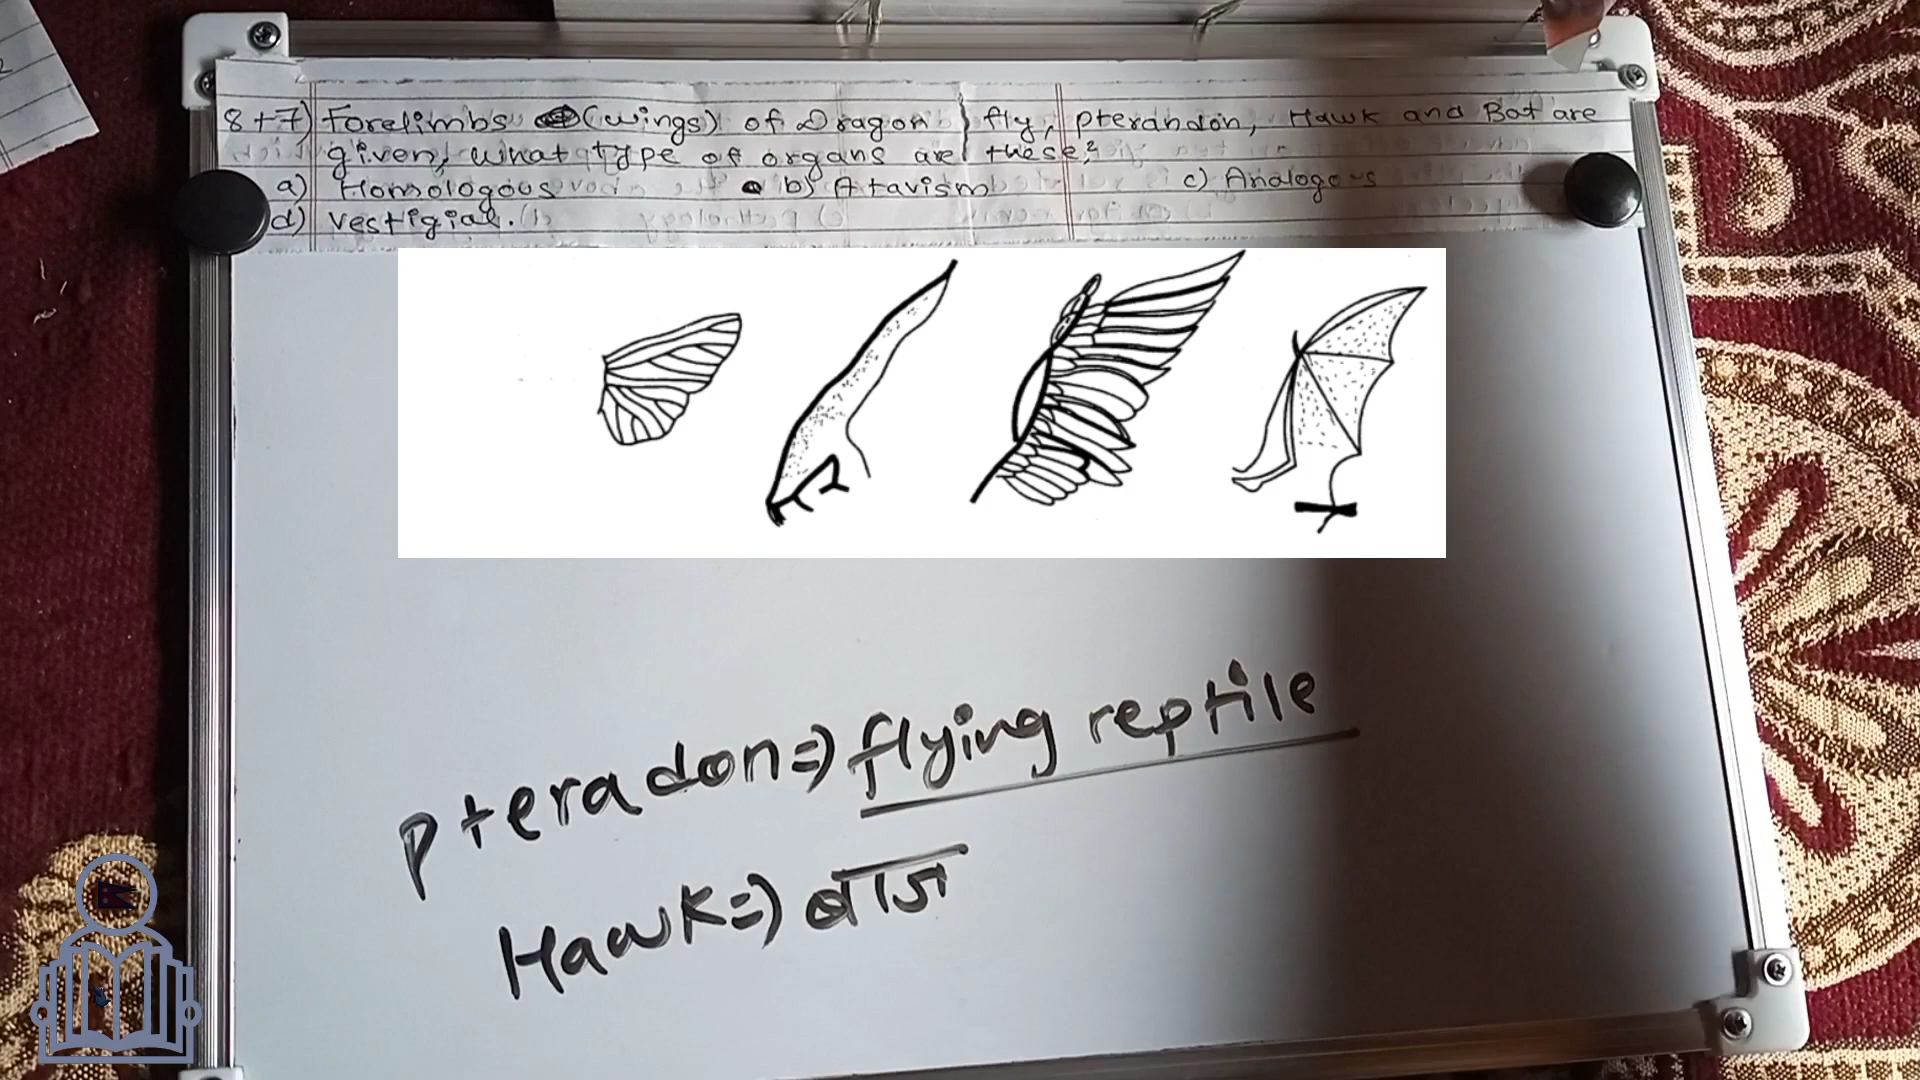 8+7) Forelimbs (wings) of Dragon fly, pterandon, Hawk and Bat are
given, what type of organs are these?
a) Homologous b) Atavism c) Analogous
d) vestigial.
pteradon=) flying reptile
Hawk=) बाज